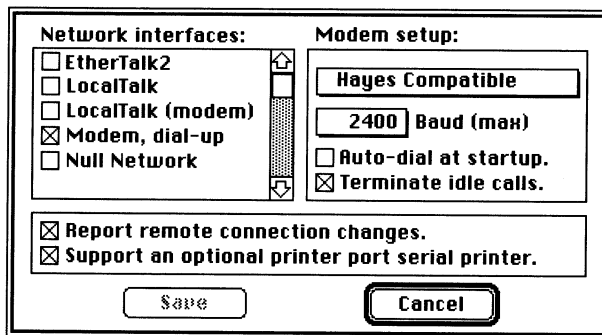 Network interfaces:
EtherTalk2
LocalTalk
LocalTalk (modem)
Modem, dial-up
Null Network
Modem setup:
Hayes Compatible
2400 Baud (max)
Auto-dial at startup.
Terminate idle calls.
Report remote connection changes.
Support an optional printer port serial printer.
Save
Cancel